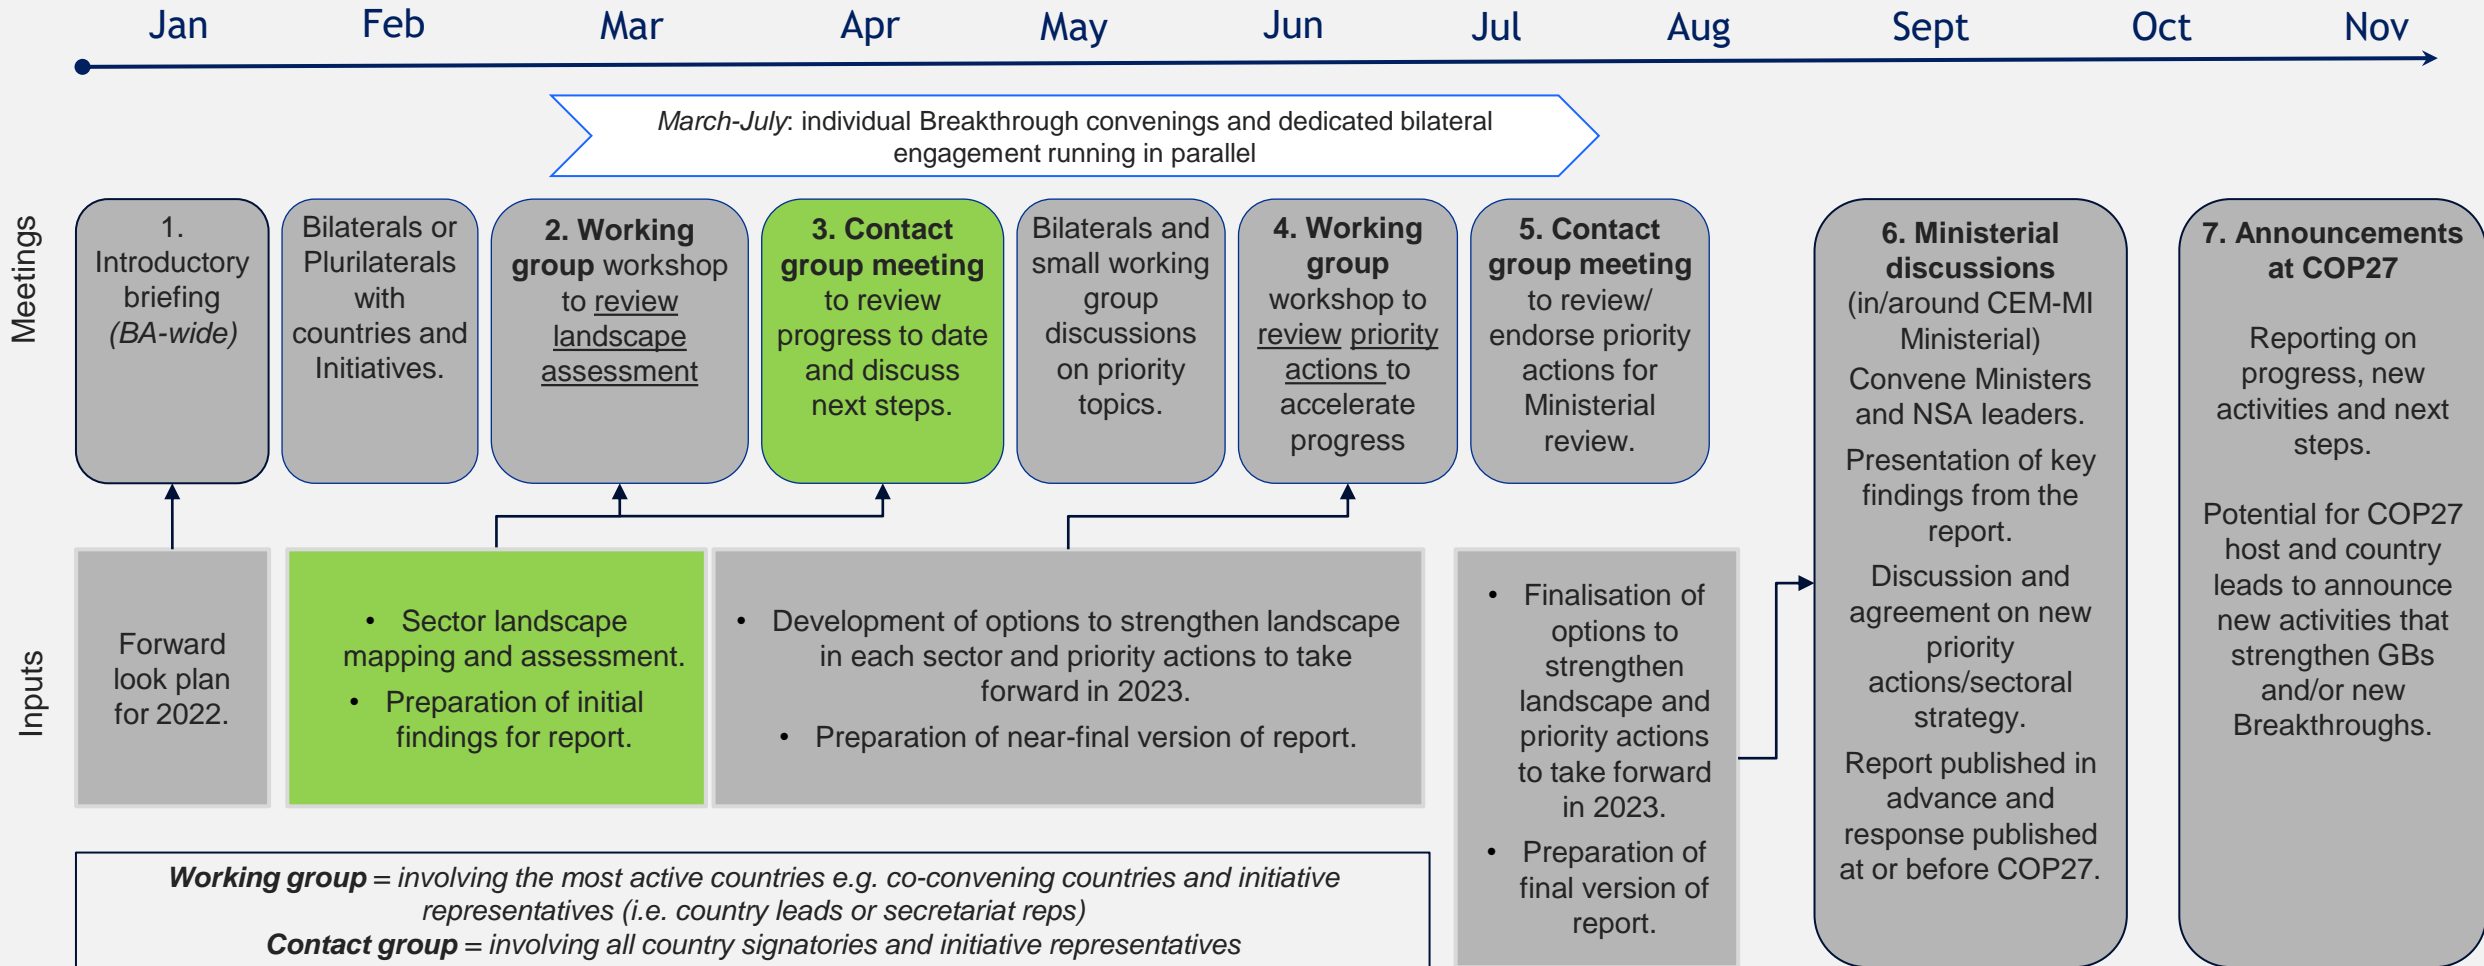 Jan Feb Mar Apr May Jun Jul Aug Sept Oct Nov
March-July: individual Breakthrough convenings and dedicated bilateral
engagement running in parallel
Meetings
1.
Introductory
briefing
(BA-wide)
Bilaterals or
Plurilaterals
with
countries and
Initiatives.
2. Working
group workshop
to review
landscape
assessment
3. Contact
group meeting
to review
progress to date
and discuss
next steps.
Bilaterals and
small working
group
discussions
on priority
topics.
4. Working
group
workshop to
review priority
actions to
accelerate
progress
5. Contact
group meeting
to review/
endorse priority
actions for
Ministerial
review.
6. Ministerial
discussions
(in/around CEM-MI
Ministerial)
Convene Ministers
and NSA leaders.
Presentation of key
findings from the
report.
Discussion and
agreement on new
priority
actions/sectoral
strategy.
Report published in
advance and
response published
at or before COP27.
7. Announcements
at COP27
Reporting on
progress, new
activities and next
steps.
Potential for COP27
host and country
leads to announce
new activities that
strengthen GBs
and/or new
Breakthroughs.
Inputs
Forward
look plan
for 2022.
• Sector landscape
mapping and assessment.
• Preparation of initial
findings for report.
• Development of options to strengthen landscape
in each sector and priority actions to take
forward in 2023.
• Preparation of near-final version of report.
• Finalisation of
options to
strengthen
landscape and
priority actions
to take forward
in 2023.
• Preparation of
final version of
report.
Working group = involving the most active countries e.g. co-convening countries and initiative
representatives (i.e. country leads or secretariat reps)
Contact group = involving all country signatories and initiative representatives